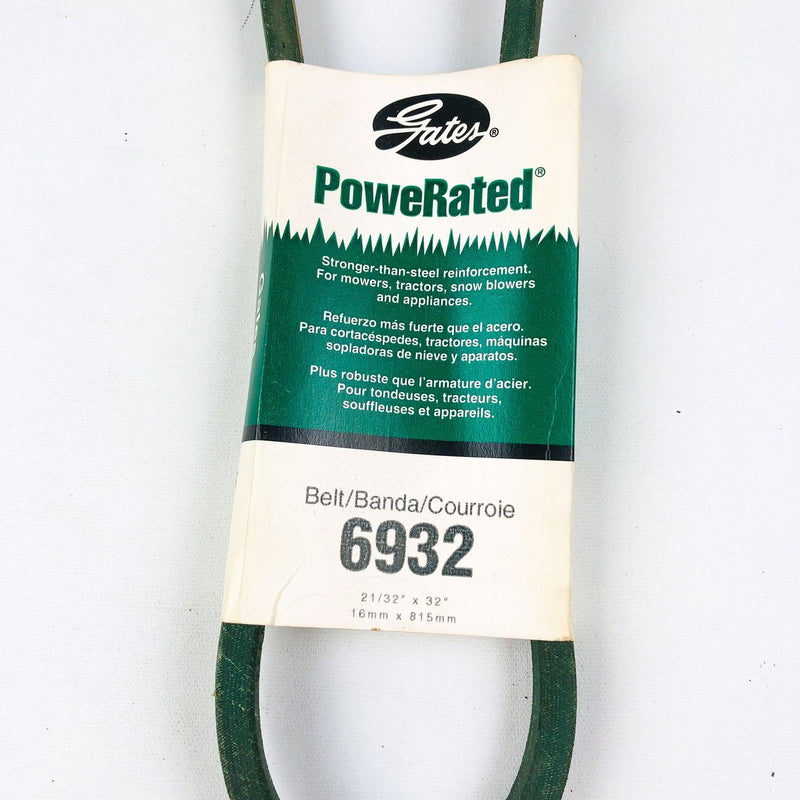 Gates®
PoweRated®
Stronger-than-steel reinforcement.
For mowers, tractors, snow blowers
and appliances.
Refuerzo más fuerte que el acero.
Para cortacéspedes, tractores, máquinas
sopladoras de nieve y aparatos.
Plus robuste que l'armature d'acier.
Pour tondeuses, tracteurs,
souffleuses et appareils.
Belt/Banda/Courroie
6932
21/32" x 32"
16mm x 815mm